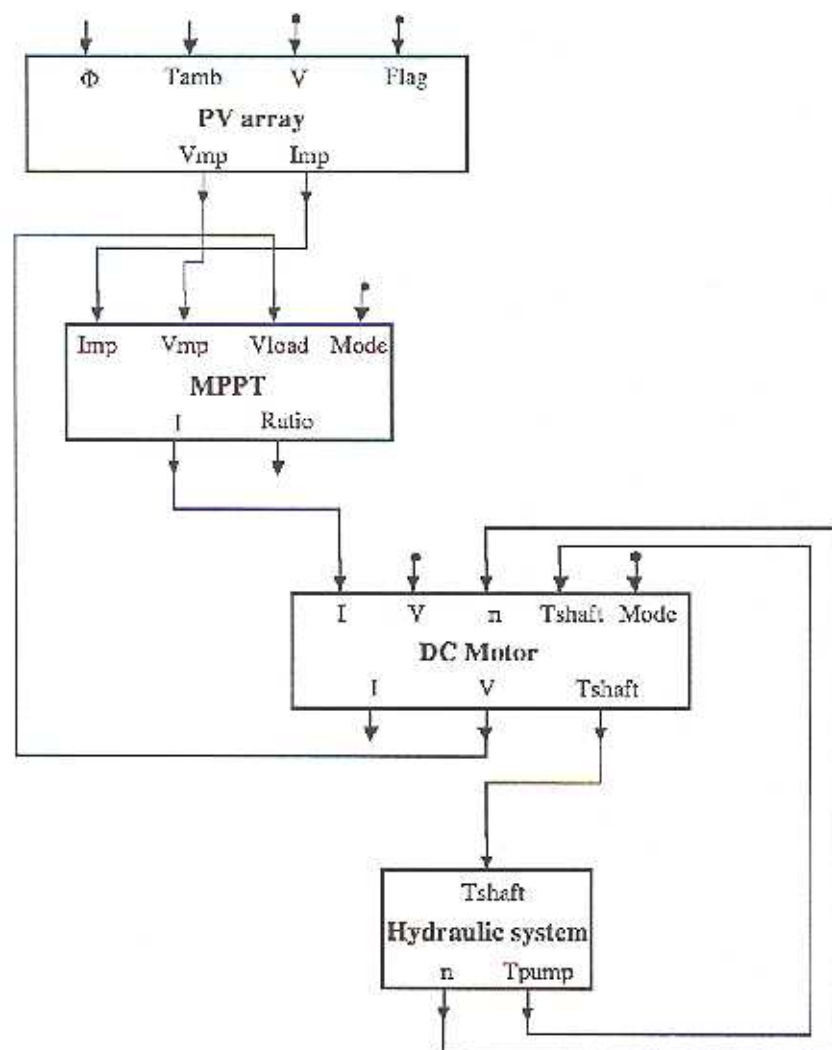 Φ Tamb V Flag
PV array
Vmp Imp
Imp Vmp Vload Mode
MPPT
I Ratio
I V n Tshaft Mode
DC Motor
I V Tshaft
Tshaft
Hydraulic system
n Tpump